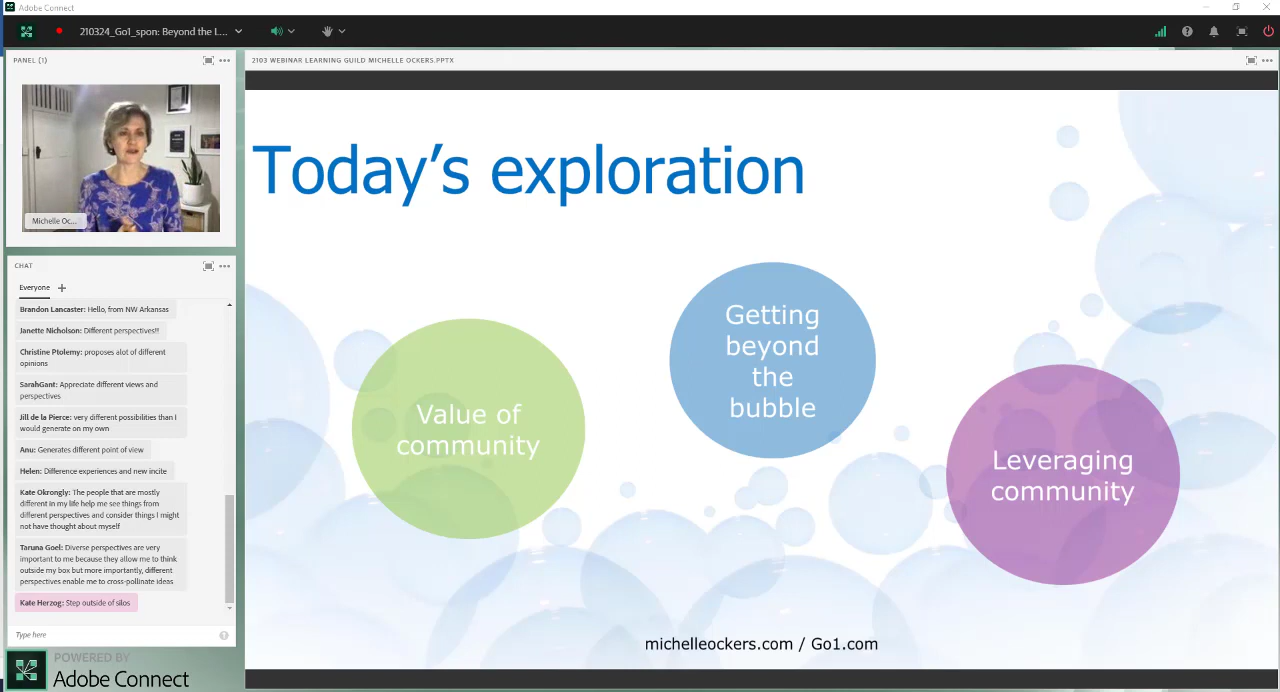 Adobe Connect
210324_Go1_spon: Beyond the L...
PANEL (1)
Michelle Oc...
CHAT
Everyone
Brandon Lancaster: Hello, from NW Arkansas
Janette Nicholson: Different perspectives!!
Christine Ptolemy: proposes alot of different
opinions
SarahGant: Appreciate different views and
perspectives
Jill de la Pierce: very different possibilities than I
would generate on my own
Anu: Generates different point of view
Helen: Difference experiences and new incite
Kate Okrongly: The people that are mostly
different in my life help me see things from
different perspectives and consider things I might
not have thought about myself
Taruna Goel: Diverse perspectives are very
important to me because they allow me to think
outside my box but more importantly, different
perspectives enable me to cross-pollinate ideas
Kate Herzog: Step outside of silos
Type here
POWERED BY
Adobe Connect
2103 WEBINAR LEARNING GUILD MICHELLE OCKERS.PPTX
Today’s exploration
Value of
community
Getting
beyond
the
bubble
Leveraging
community
michelleockers.com / Go1.com